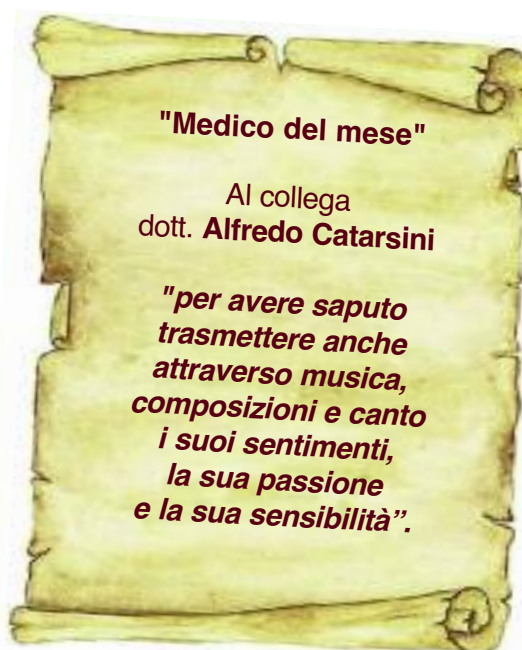 "Medico del mese"
Al collega
dott. Alfredo Catarsini
"per avere saputo
trasmettere anche
attraverso musica,
composizioni e canto
i suoi sentimenti,
la sua passione
e la sua sensibilità”.